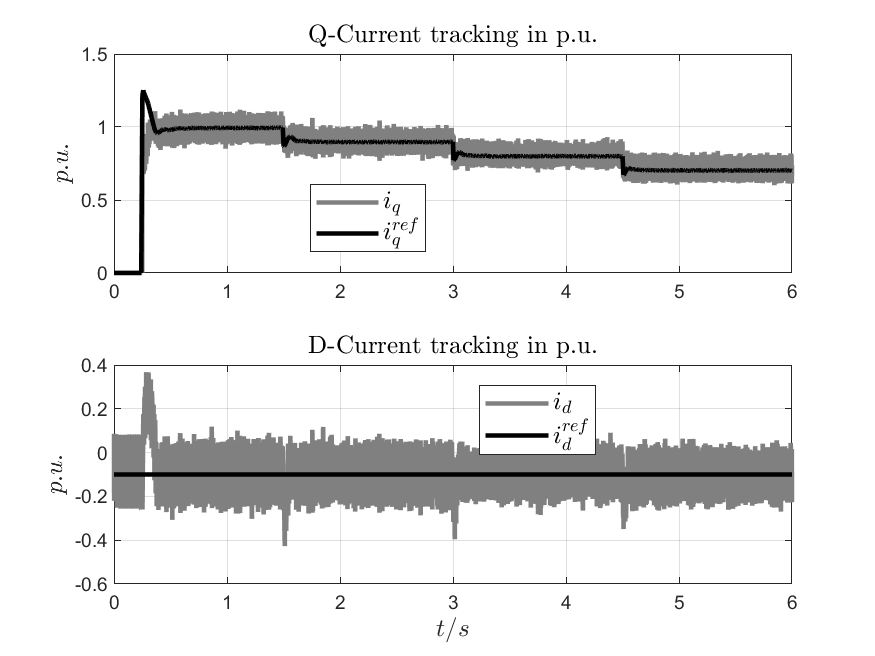 Q-Current tracking in p.u.
1.5
1
0.5
0
p.u.
i_q
i_q^{ref}
0 1 2 3 4 5 6
D-Current tracking in p.u.
0.4
0.2
0
-0.2
-0.4
-0.6
p.u.
i_d
i_d^{ref}
0 1 2 3 4 5 6
t/s